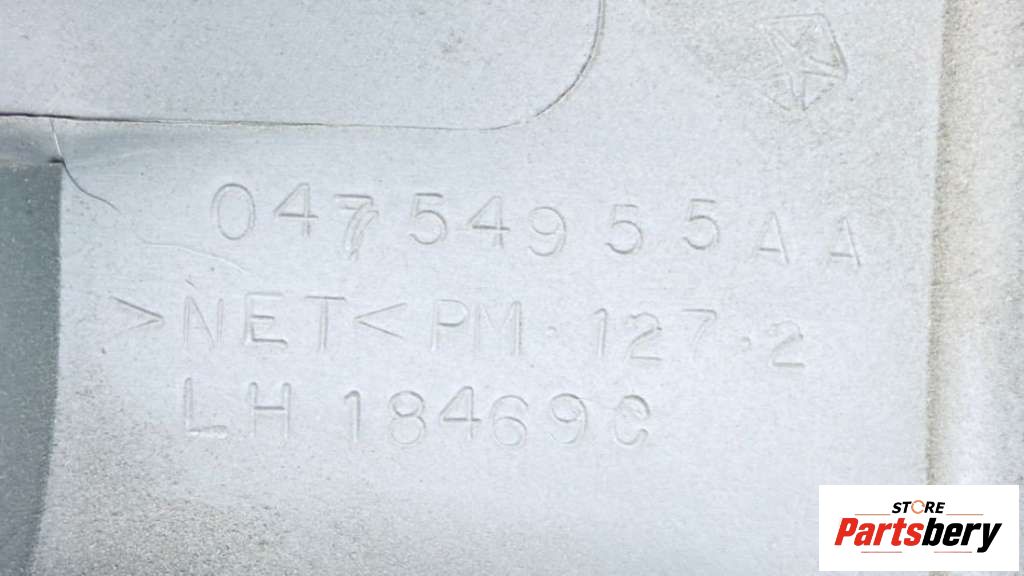 04754955AA
>NET< PM·127·2
LH 18469C
STORE
Partsbery